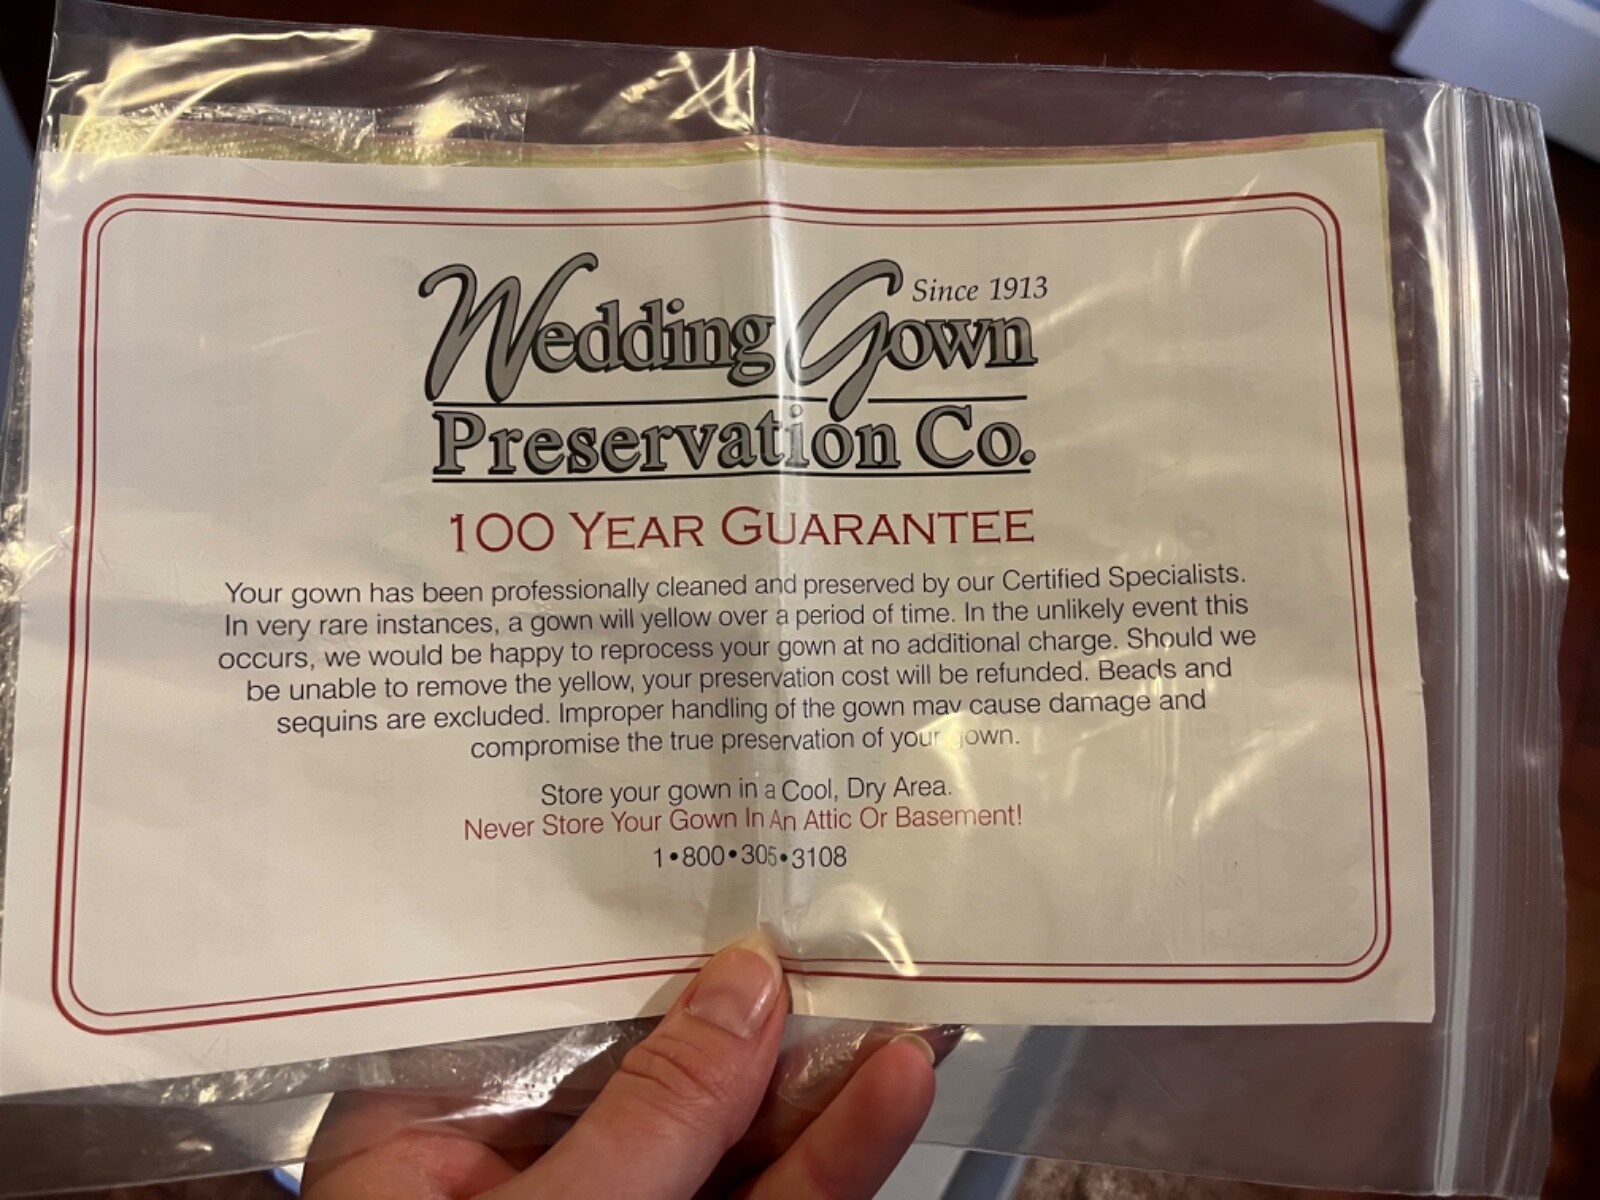 Since 1913
Wedding Gown
Preservation Co.
100 YEAR GUARANTEE
Your gown has been professionally cleaned and preserved by our Certified Specialists.
In very rare instances, a gown will yellow over a period of time. In the unlikely event this
occurs, we would be happy to reprocess your gown at no additional charge. Should we
be unable to remove the yellow, your preservation cost will be refunded. Beads and
sequins are excluded. Improper handling of the gown may cause damage and
compromise the true preservation of your gown.
Store your gown in a Cool, Dry Area.
Never Store Your Gown In An Attic Or Basement!
1•800•305•3108